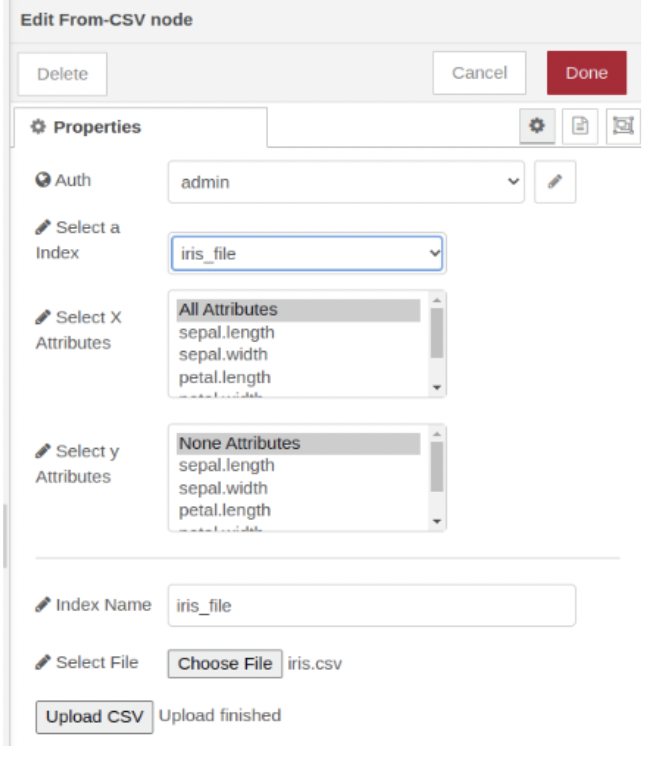 Edit From-CSV node
Delete
Cancel
Done
Properties
Auth
admin
Select a
Index
iris_file
Select X
Attributes
All Attributes
sepal.length
sepal.width
petal.length
Select y
Attributes
None Attributes
sepal.length
sepal.width
petal.length
petal.width
Index Name
iris_file
Select File
Choose File iris.csv
Upload CSV Upload finished